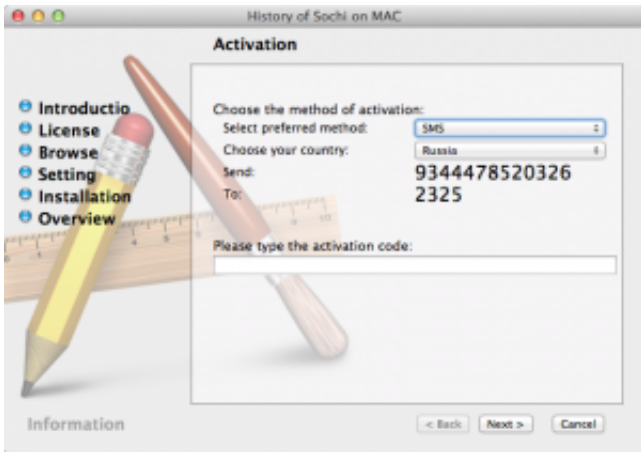 History of Sochi on MAC
Activation
Introductio
License
Browse
Setting
Installation
Overview
Choose the method of activation:
Select preferred method: SMS
Choose your country: Russia
Send: 9344478520326
To: 2325
Please type the activation code:
Information
< Back Next > Cancel